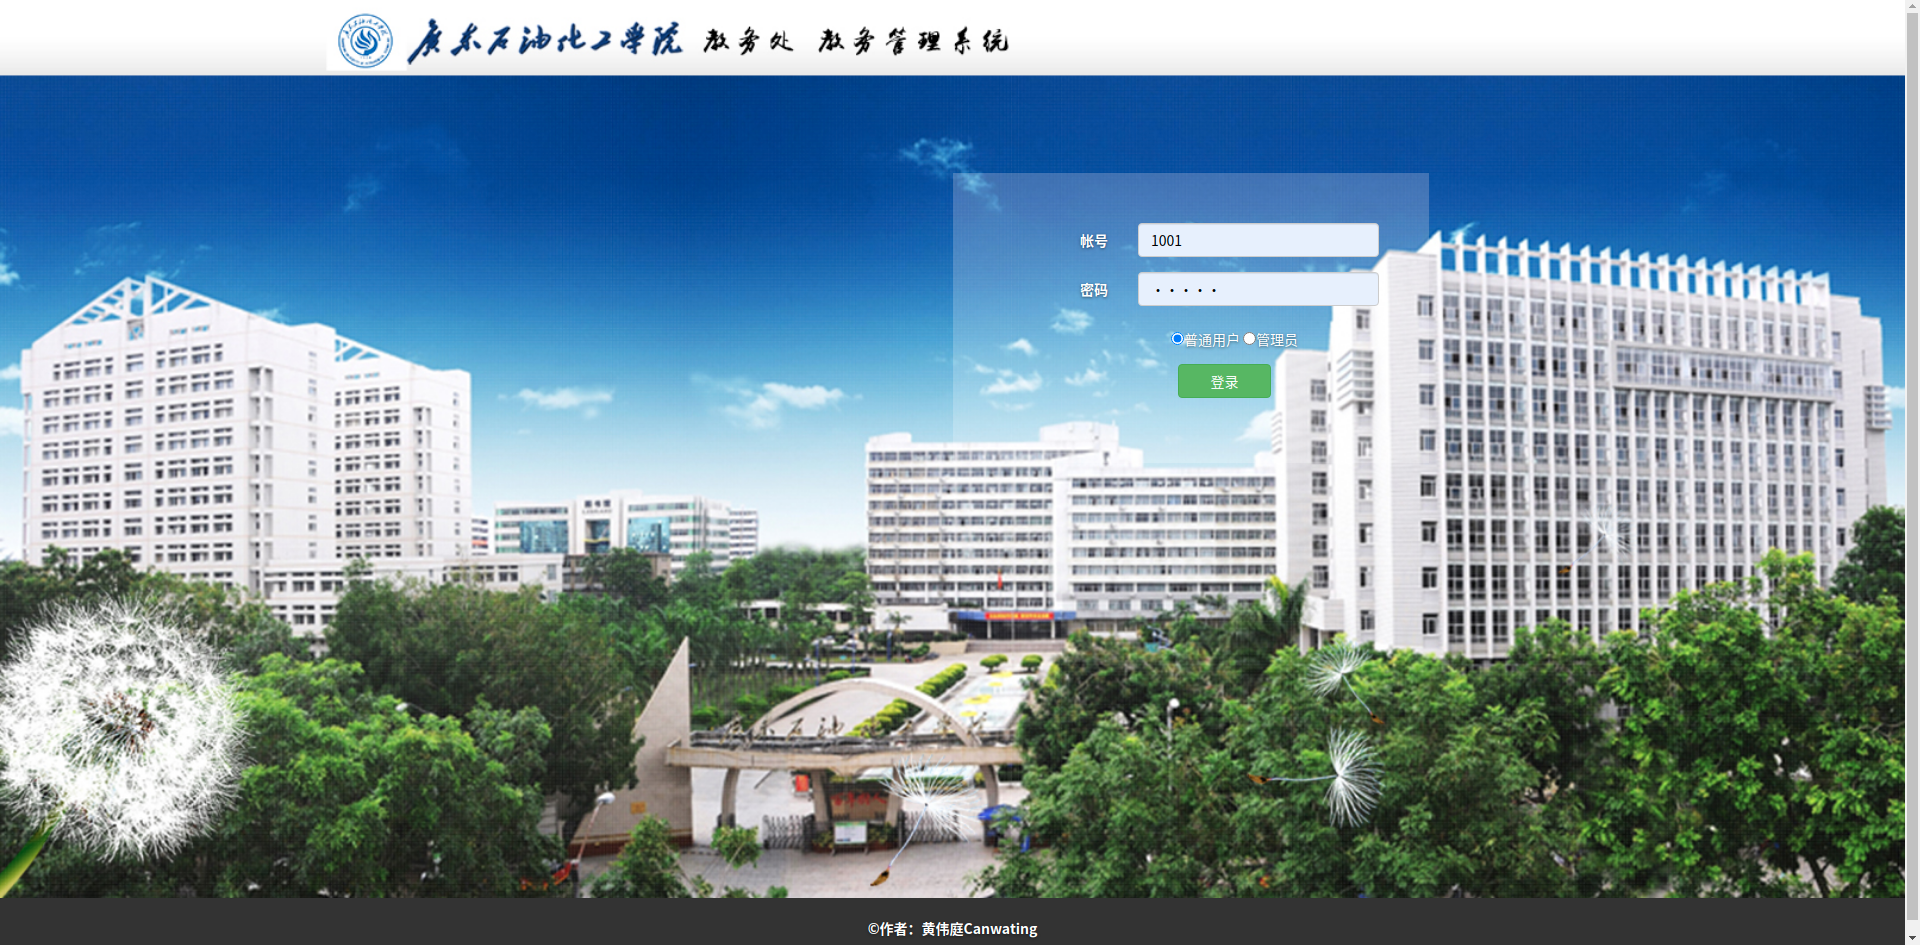 廣东石油化工學院 教务处 教务管理系统
帐号 1001
密码 ·····
普通用户 管理员
登录
©作者：黄伟庭Canwating